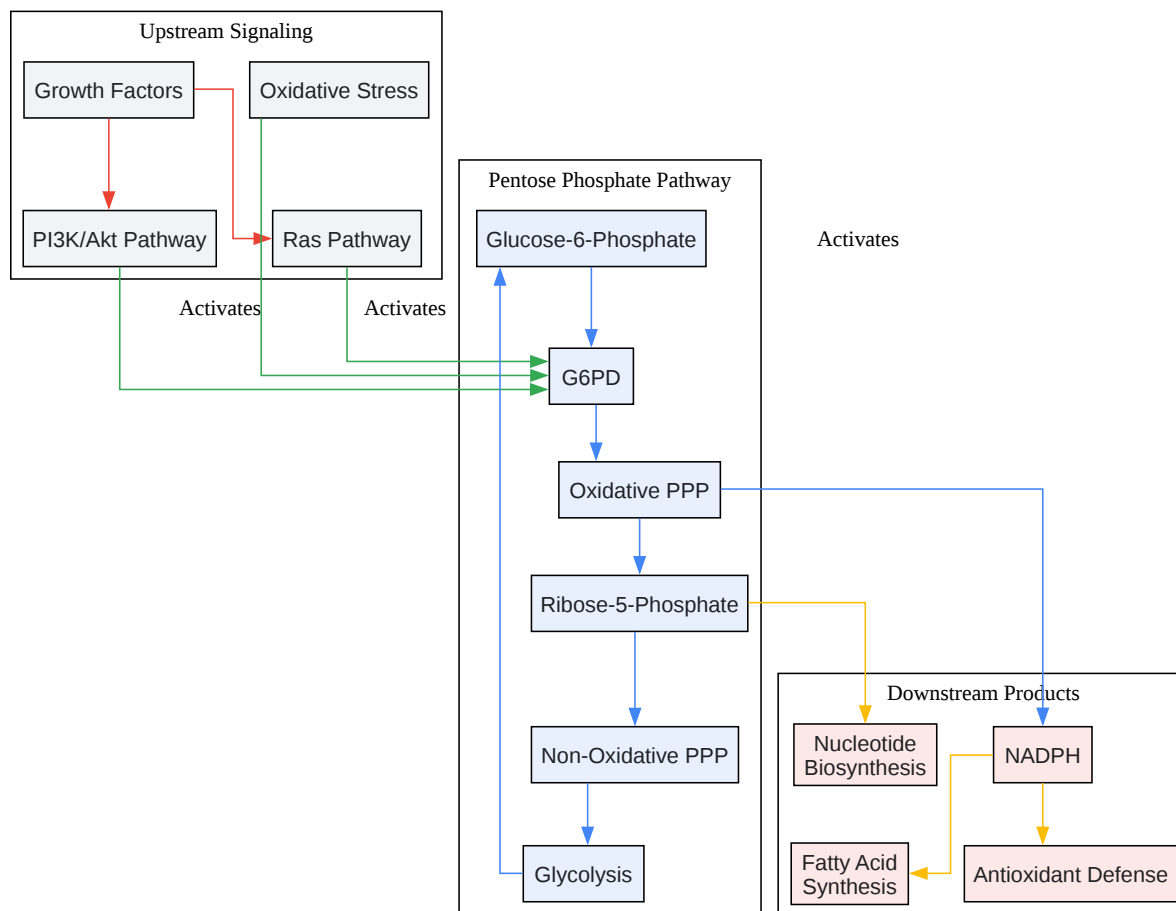 Upstream Signaling
Growth Factors
Oxidative Stress
PI3K/Akt Pathway
Ras Pathway
Activates
Activates
Pentose Phosphate Pathway
Glucose-6-Phosphate
Activates
G6PD
Oxidative PPP
Ribose-5-Phosphate
Non-Oxidative PPP
Glycolysis
Downstream Products
Nucleotide
Biosynthesis
NADPH
Fatty Acid
Synthesis
Antioxidant Defense